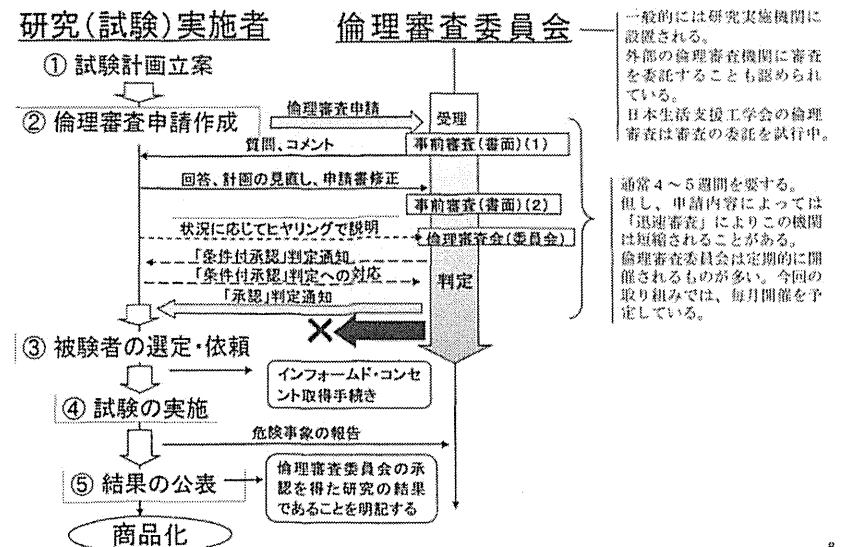 研究(試験)実施者
倫理審査委員会
一般的には研究実施機関に
設置される。
外部の倫理審査機関に審査
を委託することも認められ
ている。
日本生活支援工学会の倫理
審査は審査の委託を試行中。
① 試験計画立案
② 倫理審査申請作成
倫理審査申請
受理
質問、コメント
事前審査(書面)(1)
回答、計画の見直し、申請書修正
事前審査(書面)(2)
状況に応じてヒヤリングで説明
倫理審査会(委員会)
「条件付承認」判定通知
「条件付承認」判定への対応
判定
「承認」判定通知
通常4～5週間を要する。
但し、申請内容によっては
「迅速審査」によりこの機関
は短縮されることがある。
倫理審査委員会は定期的に開
催されるものが多い。今回の
取り組みでは、毎月開催を予
定している。
③ 被験者の選定・依頼
インフォームド・コンセ
ント取得手続き
④ 試験の実施
危険事象の報告
⑤ 結果の公表
倫理審査委員会の承
認を得た研究の結果
であることを明記する
商品化
8